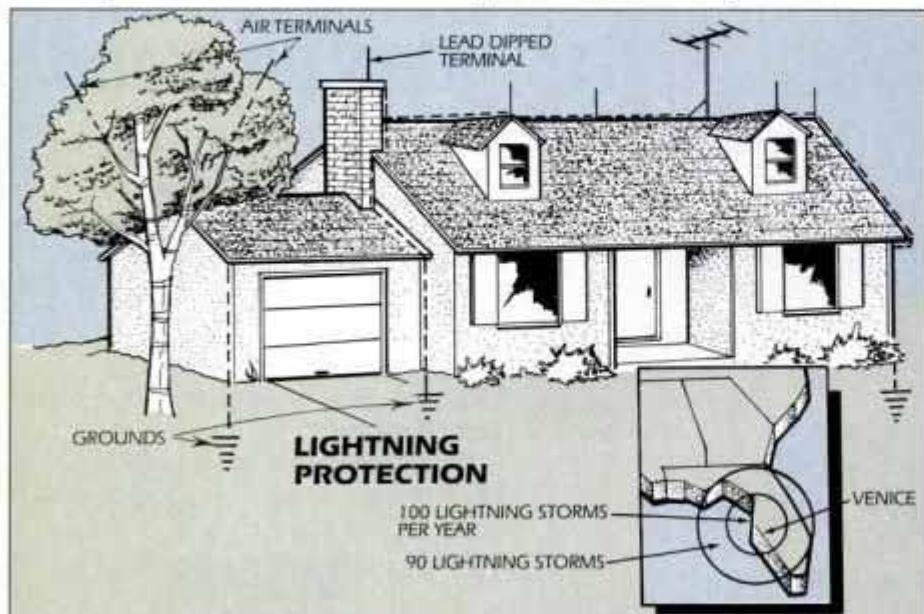 AIR TERMINALS
LEAD DIPPED
TERMINAL
GROUNDS
LIGHTNING
PROTECTION
100 LIGHTNING STORMS
PER YEAR
VENICE
90 LIGHTNING STORMS